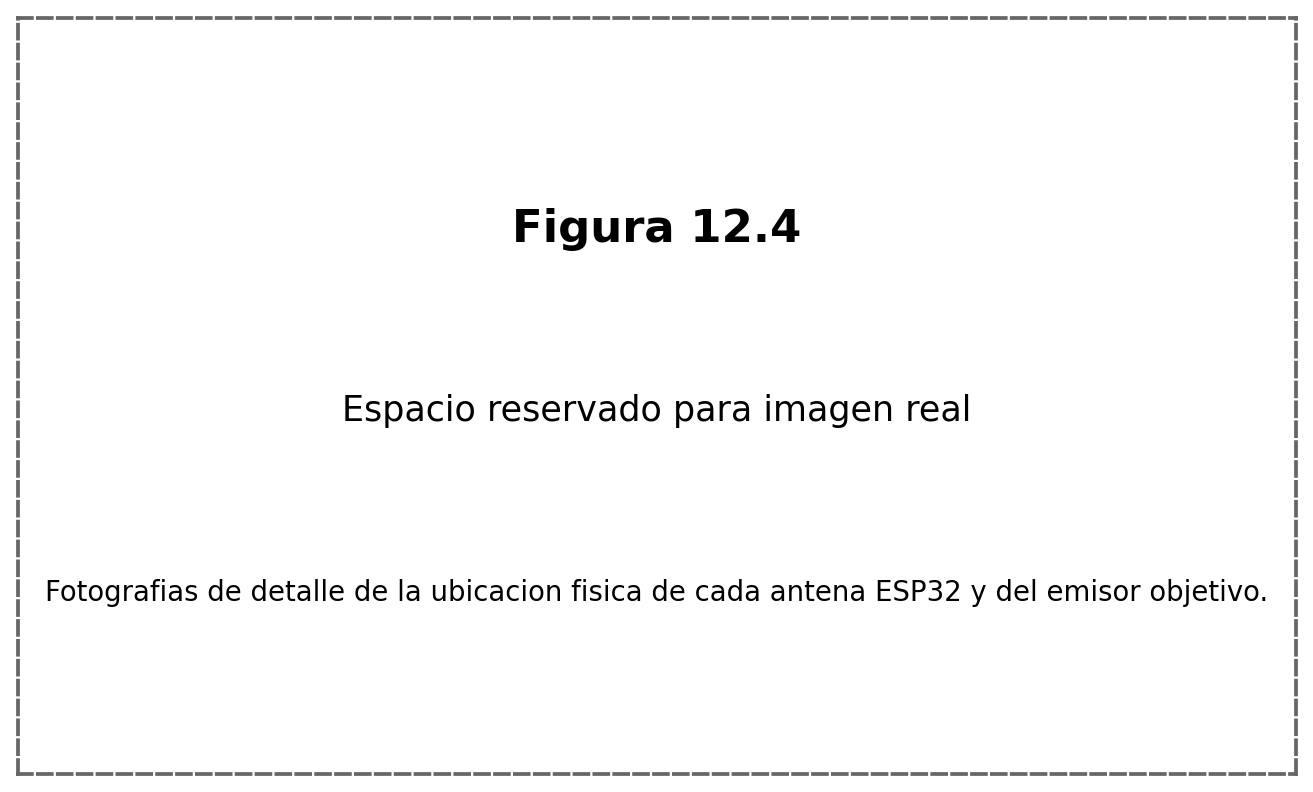 Figura 12.4
Espacio reservado para imagen real
Fotografias de detalle de la ubicacion fisica de cada antena ESP32 y del emisor objetivo.